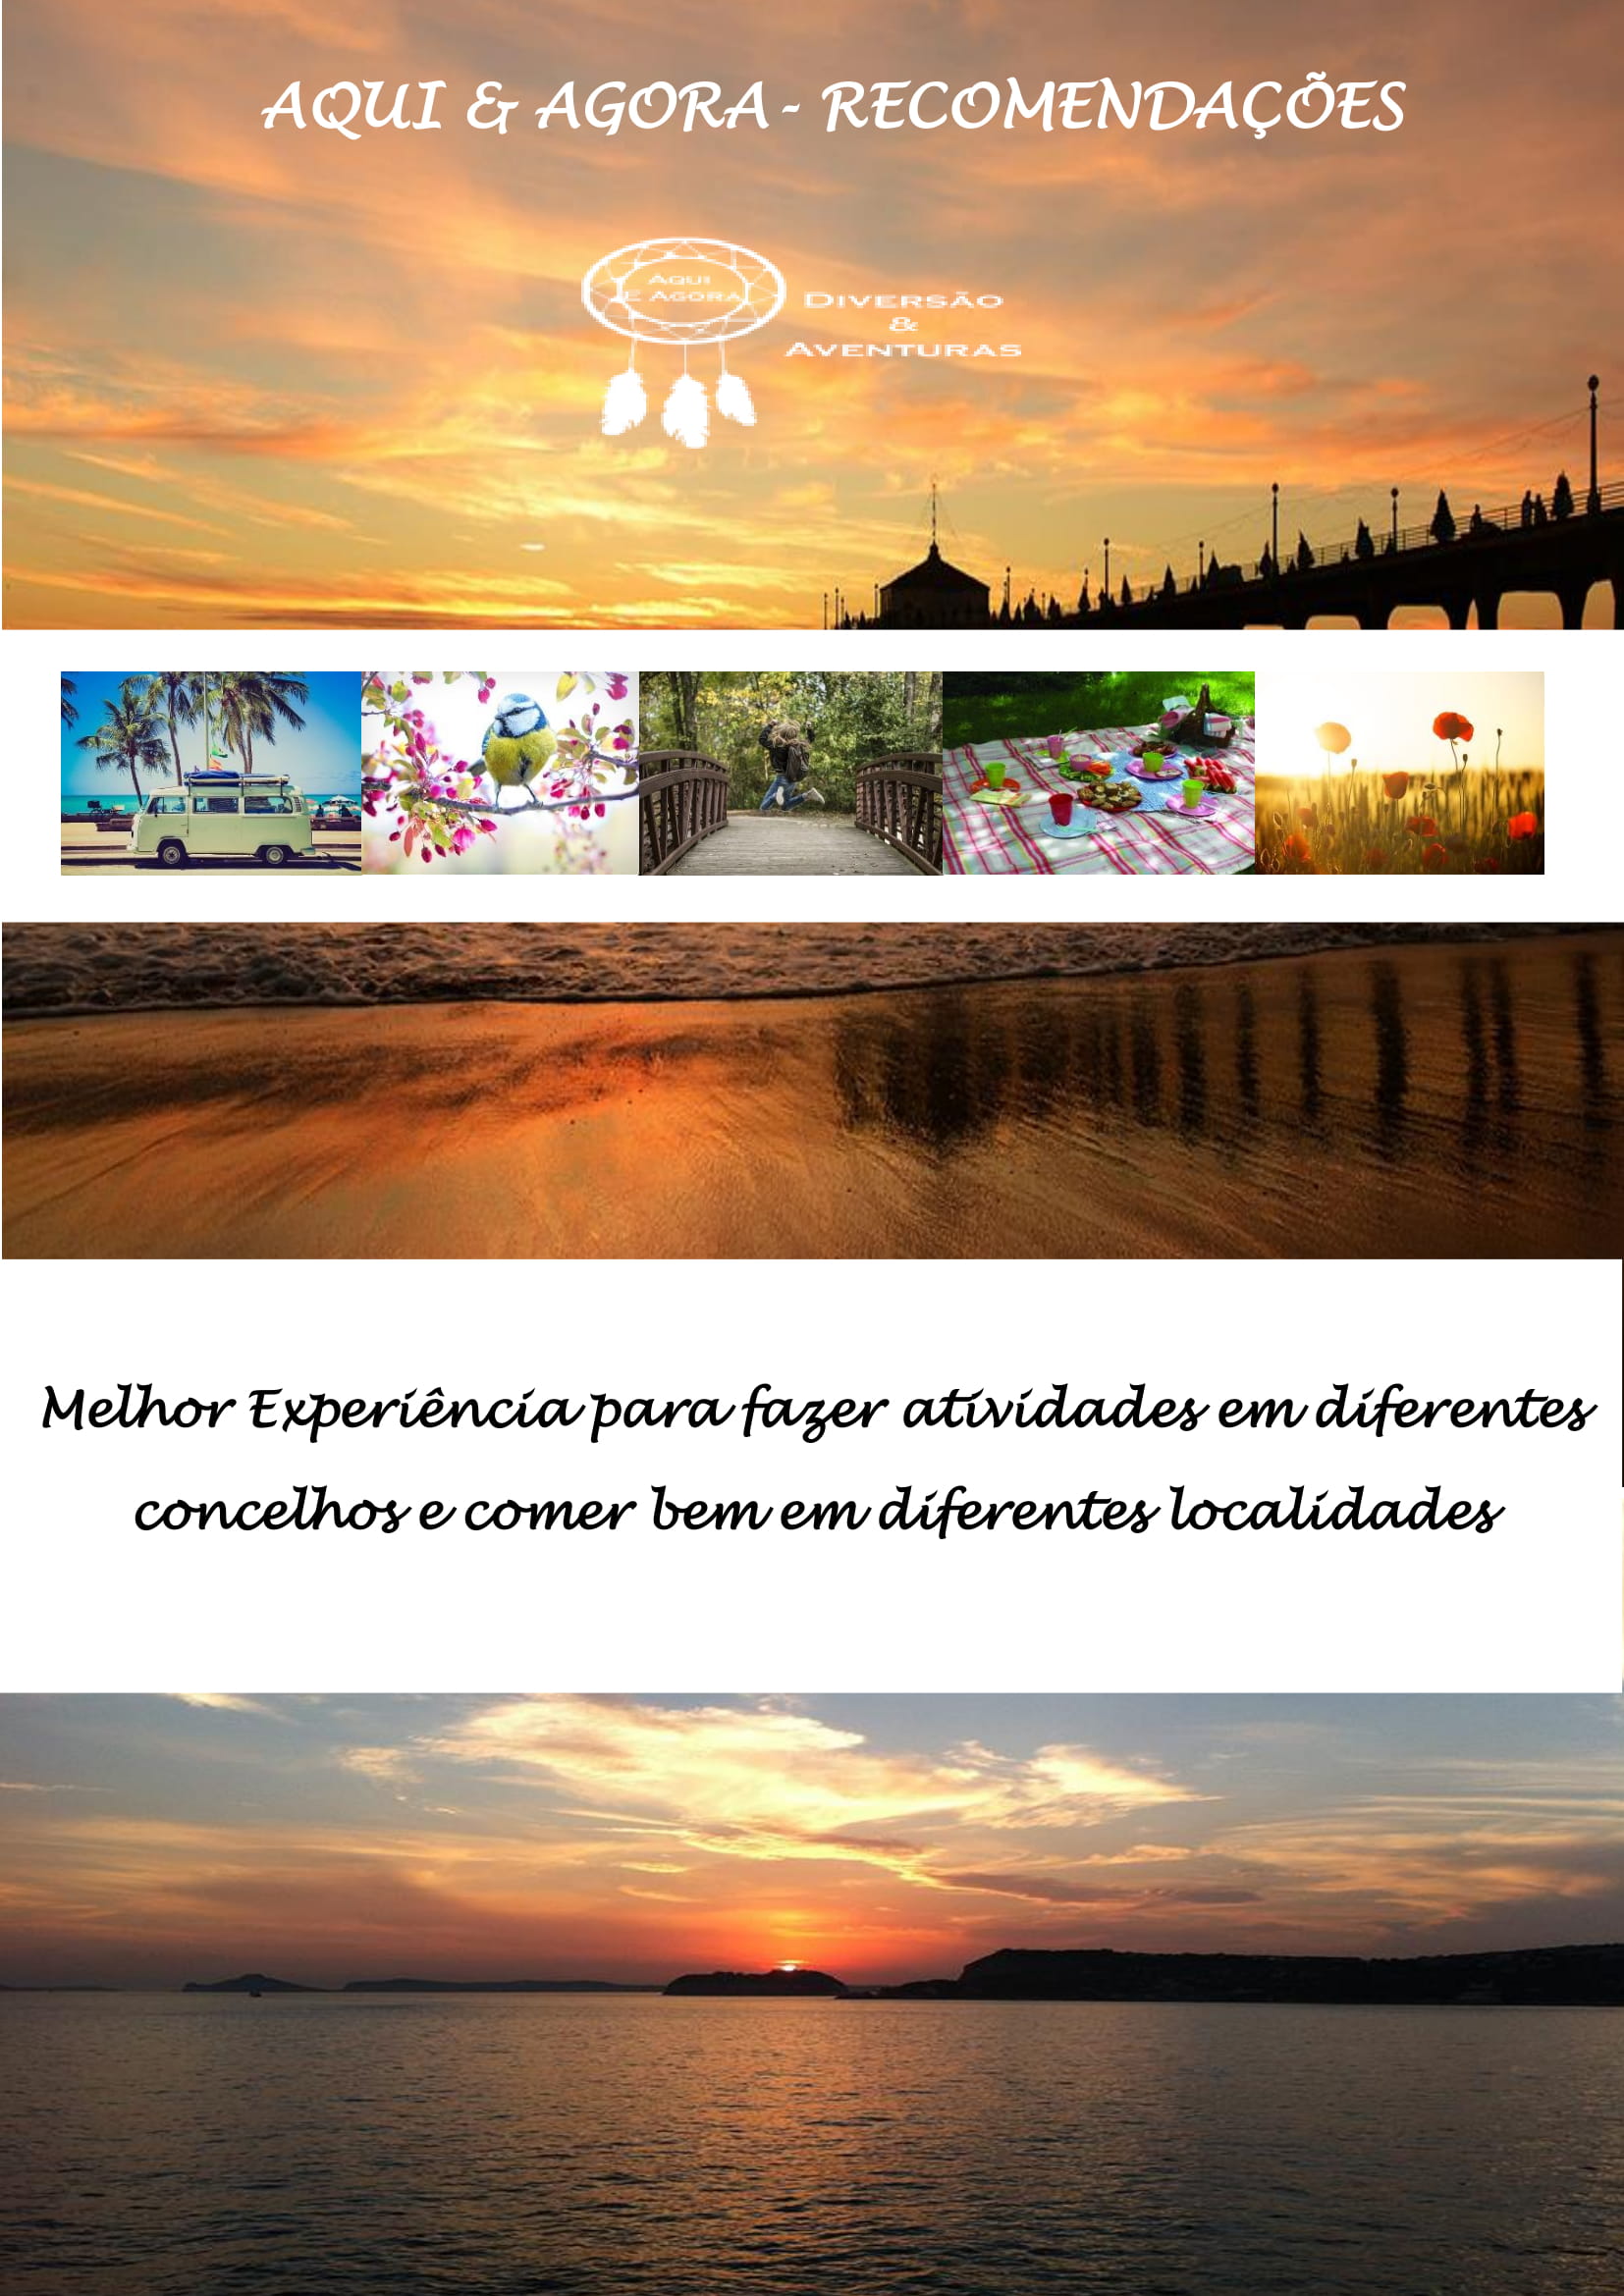 AQUI & AGORA- RECOMENDAÇÕES
AQUI
E AGORA
DIVERSÃO
&
AVENTURAS
Melhor Experiência para fazer atividades em diferentes
concelhos e comer bem em diferentes localidades